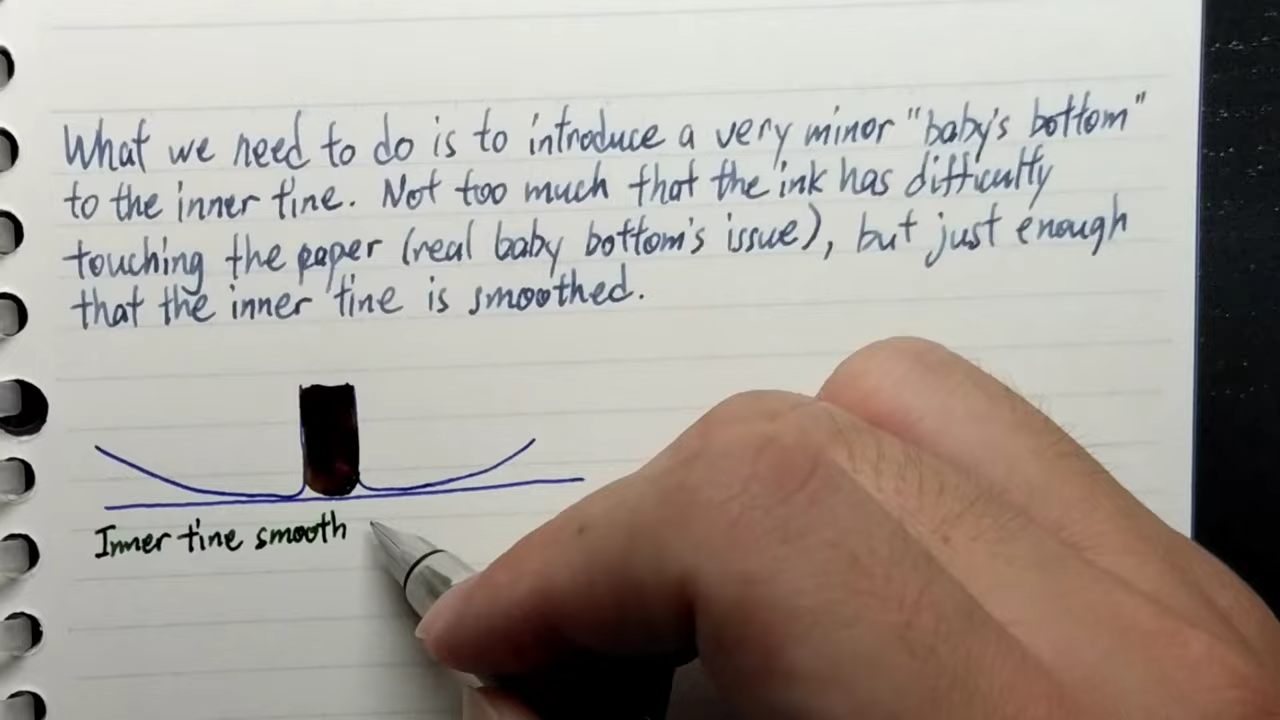 What we need to do is to introduce a very minor "baby's bottom"
to the inner tine. Not too much that the ink has difficulty
touching the paper (real baby bottom's issue), but just enough
that the inner tine is smoothed.
Inner tine smooth